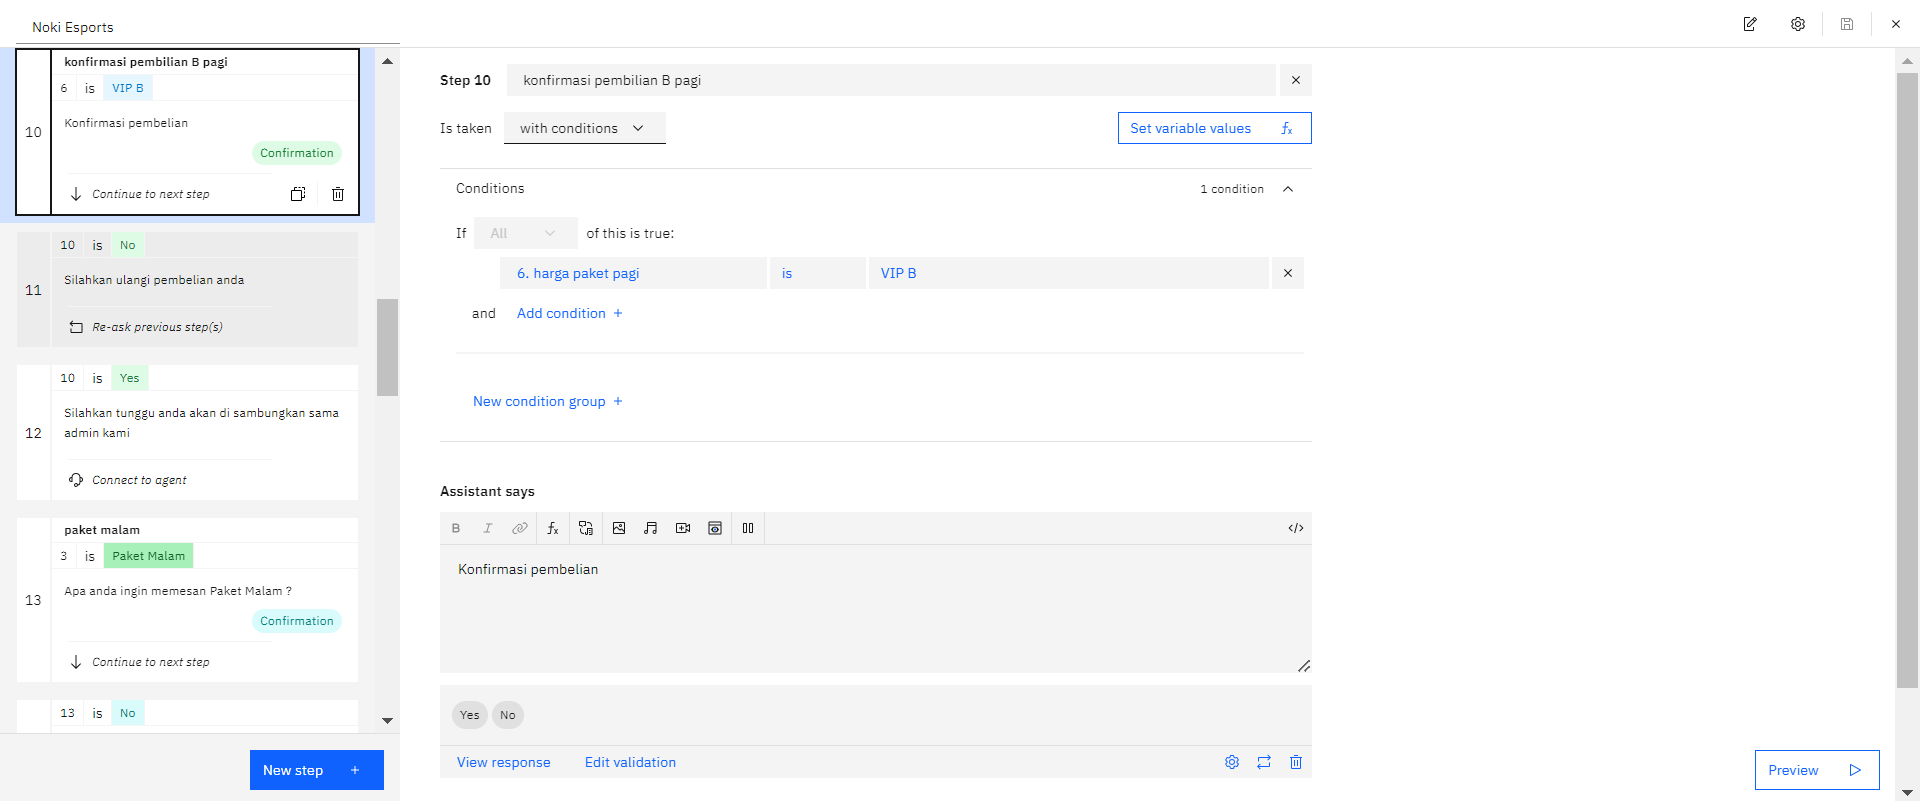 Noki Esports
konfirmasi pembilian B pagi
6 is VIP B
10
Konfirmasi pembelian
Confirmation
Continue to next step
10 is No
11
Silahkan ulangi pembelian anda
Re-ask previous step(s)
10 is Yes
12
Silahkan tunggu anda akan di sambungkan sama
admin kami
Connect to agent
paket malam
3 is Paket Malam
13
Apa anda ingin memesan Paket Malam ?
Confirmation
Continue to next step
13 is No
New step +
Step 10 konfirmasi pembilian B pagi
Is taken with conditions
Set variable values fx
Conditions 1 condition
If All of this is true:
6. harga paket pagi is VIP B
and Add condition +
New condition group +
Assistant says
B I fx </>
Konfirmasi pembelian
Yes No
View response Edit validation
Preview